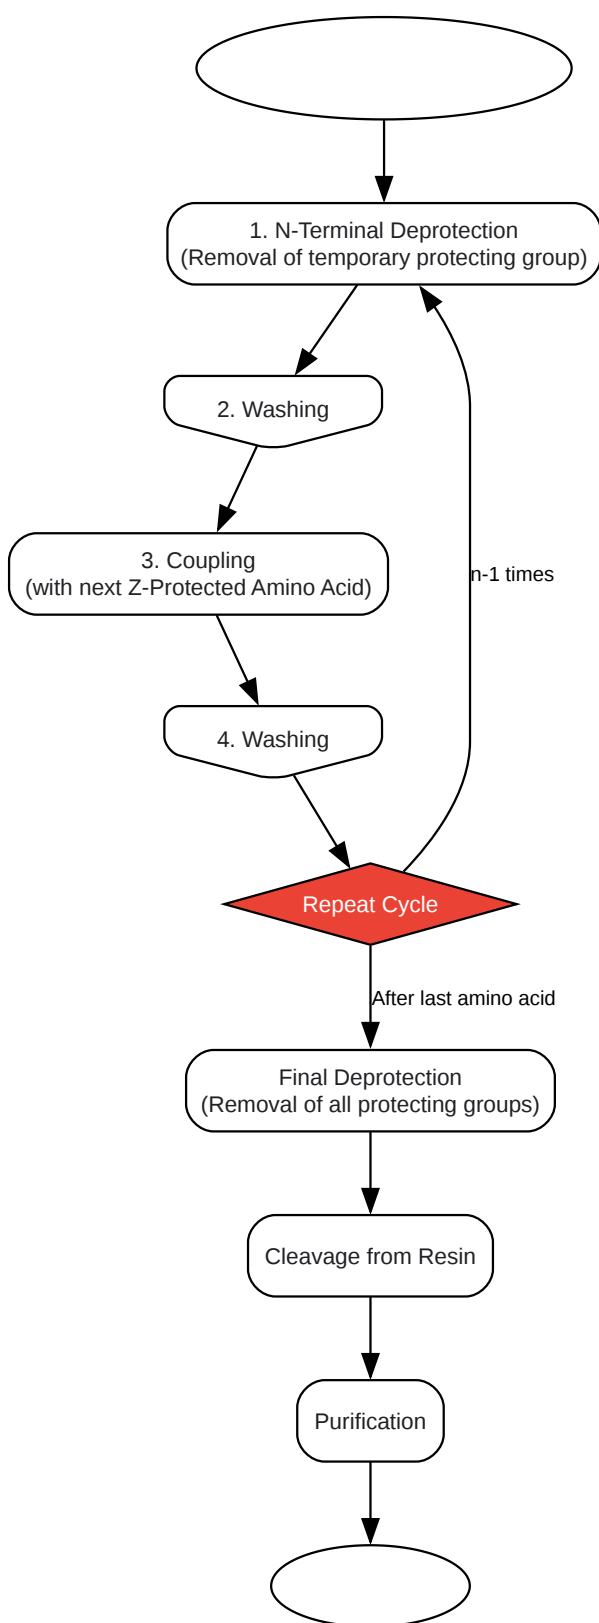 1. N-Terminal Deprotection
(Removal of temporary protecting group)
2. Washing
3. Coupling
(with next Z-Protected Amino Acid)
n-1 times
4. Washing
Repeat Cycle
After last amino acid
Final Deprotection
(Removal of all protecting groups)
Cleavage from Resin
Purification